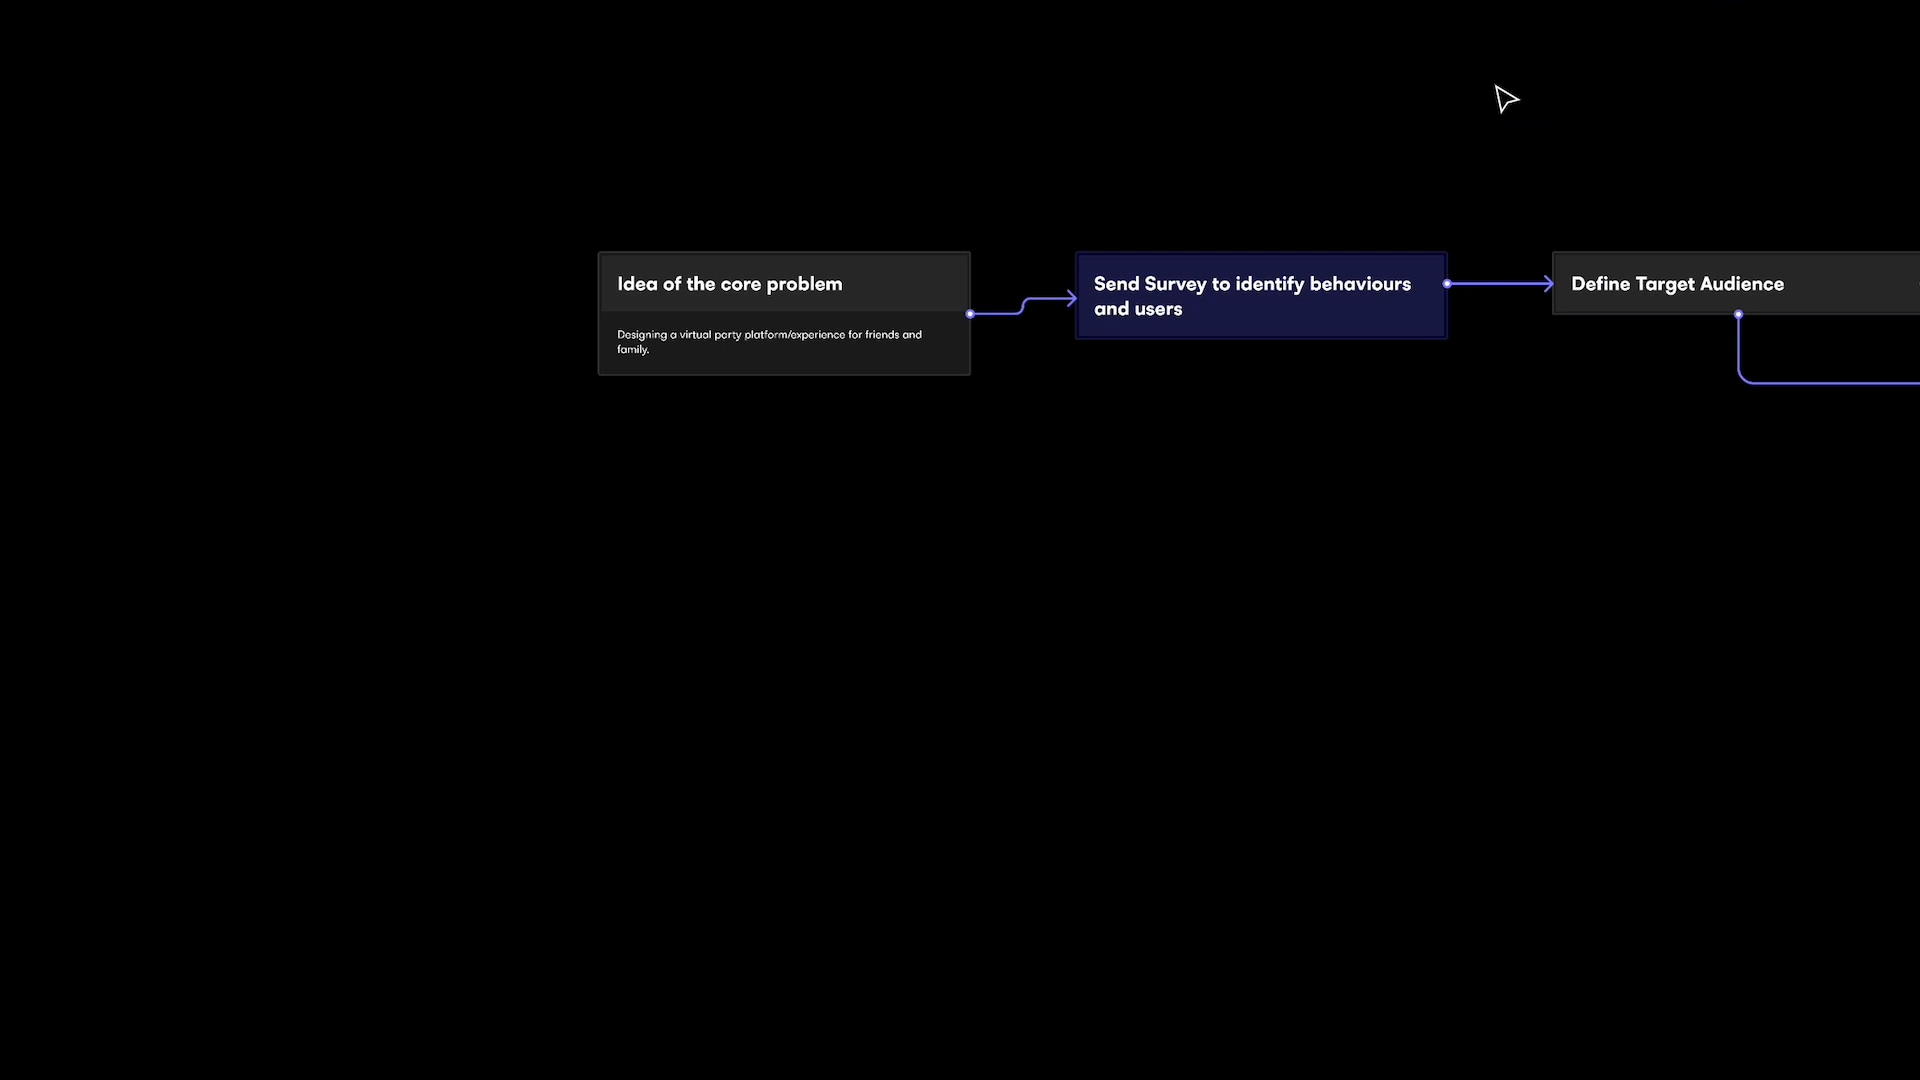 Idea of the core problem
Designing a virtual party platform/experience for friends and
family.
Send Survey to identify behaviours
and users
Define Target Audience